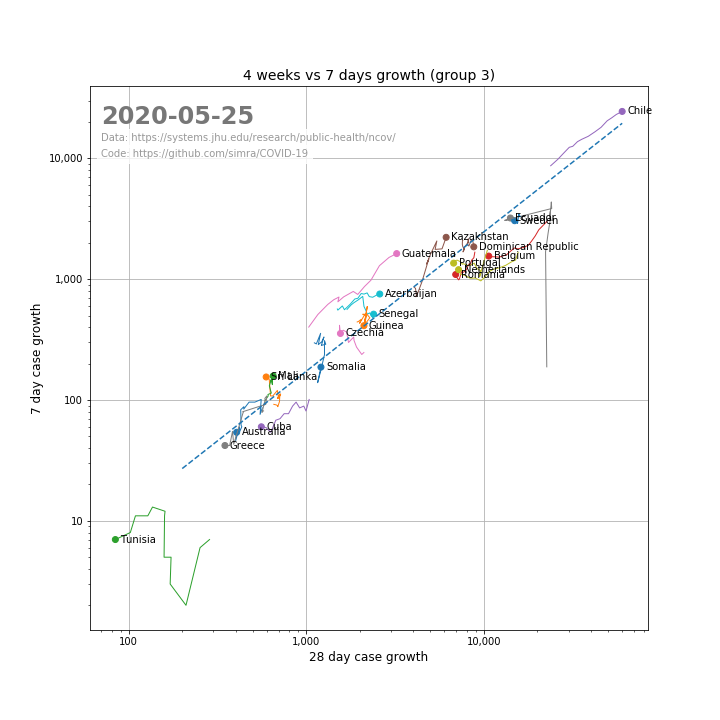 4 weeks vs 7 days growth (group 3)
2020-05-25
Data: https://systems.jhu.edu/research/public-health/ncov/
Code: https://github.com/simra/COVID-19
Chile
10,000
Ecuador
Sweden
Kazakhstan
Dominican Republic
Guatemala
Belgium
Portugal
Netherlands
Romania
1,000
Azerbaijan
Senegal
Guinea
Czechia
Somalia
Mali
Sri Lanka
100
Cuba
Australia
Greece
10
Tunisia
7 day case growth
100
1,000
10,000
28 day case growth